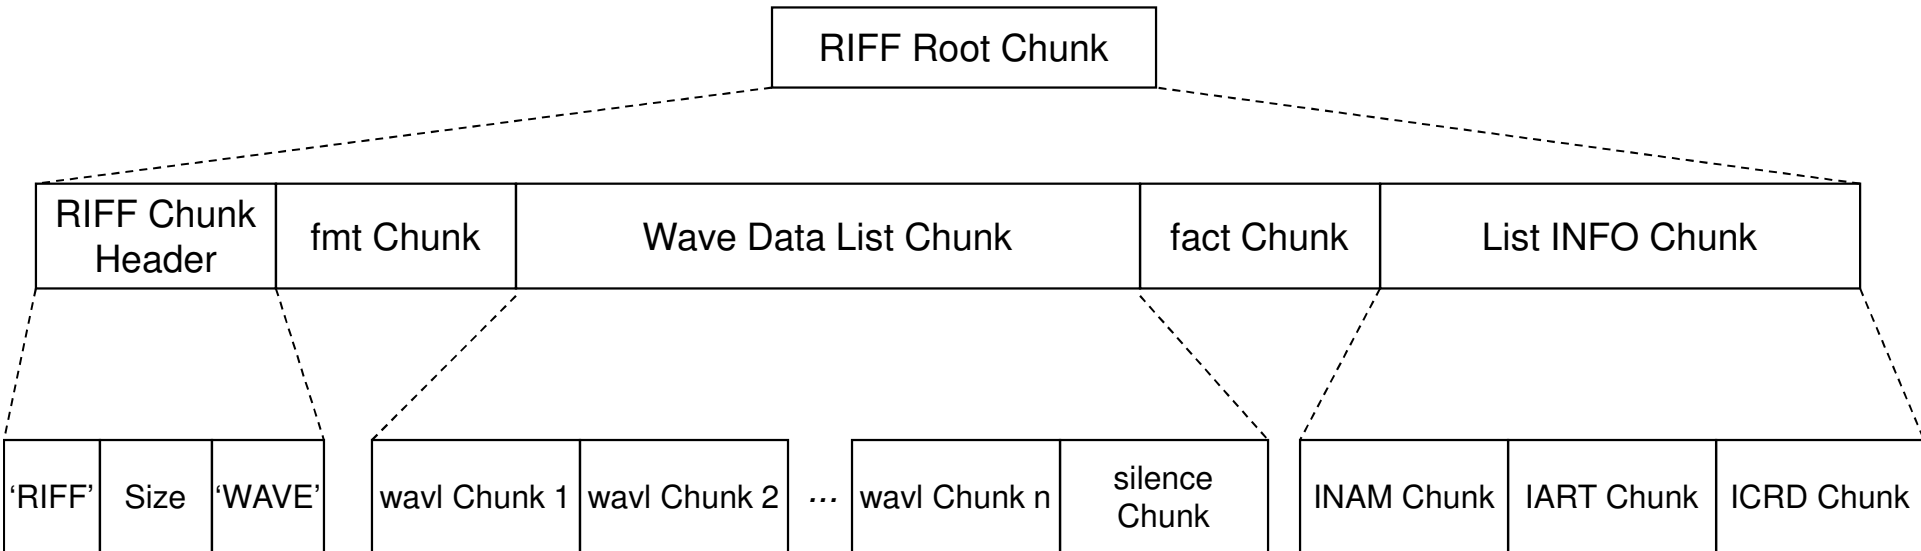 RIFF Root Chunk
RIFF Chunk
Header
fmt Chunk
Wave Data List Chunk
fact Chunk
List INFO Chunk
‘RIFF’
Size
‘WAVE’
wavl Chunk 1
wavl Chunk 2
...
wavl Chunk n
silence
Chunk
INAM Chunk
IART Chunk
ICRD Chunk